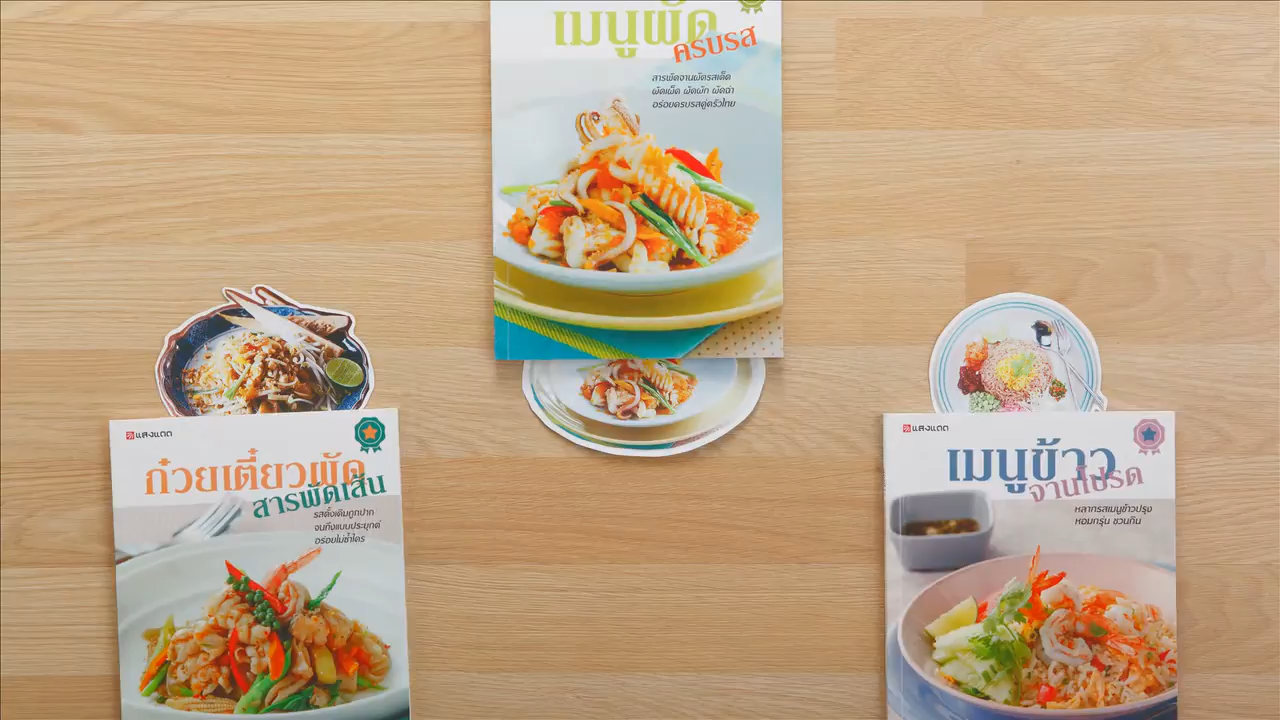 เมนูผัด
ครบรส
สารพัดจานผัดรสเด็ด
ผัดเผ็ด ผัดผัก ผัดฉ่า
อร่อยครบรสคู่ครัวไทย
แสงแดด
ก๋วยเตี๋ยวผัด
สารพัดเส้น
รสดั้งเดิมถูกปาก
จนถึงแบบประยุกต์
อร่อยไม่ซ้ำใคร
แสงแดด
เมนูข้าว
จานโปรด
หลากรสเมนูข้าวปรุง
หอมกรุ่น ชวนกิน